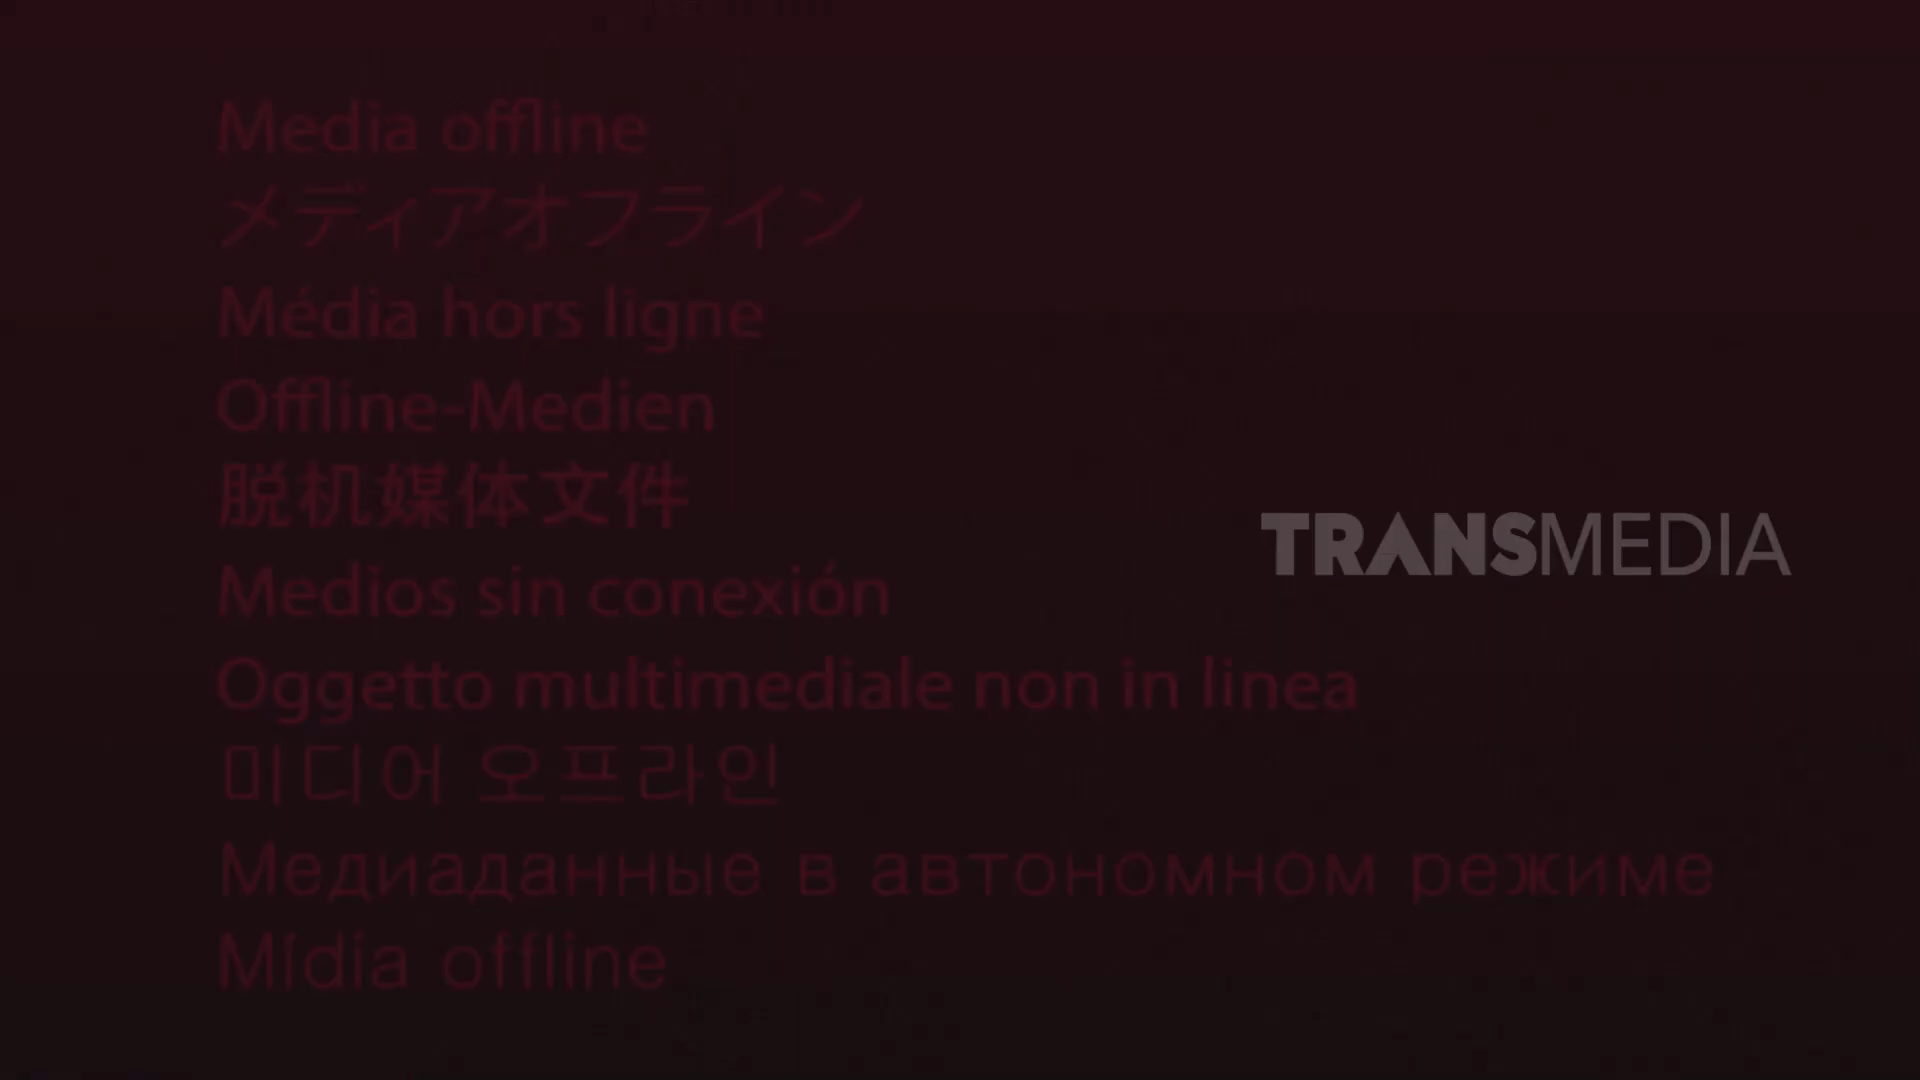 Media offline
メディアオフライン
Média hors ligne
Offline-Medien
脱机媒体文件
TRANSMEDIA
Medios sin conexión
Oggetto multimediale non in linea
미디어 오프라인
Медиаданные в автономном режиме
Mídia offline